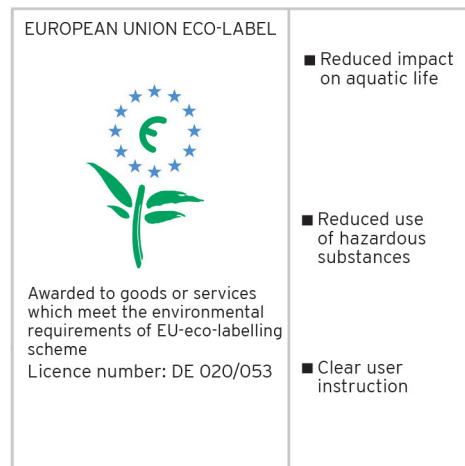 EUROPEAN UNION ECO-LABEL
Є
Awarded to goods or services
which meet the environmental
requirements of EU-eco-labelling
scheme
Licence number: DE 020/053
■ Reduced impact
on aquatic life
■ Reduced use
of hazardous
substances
■ Clear user
instruction